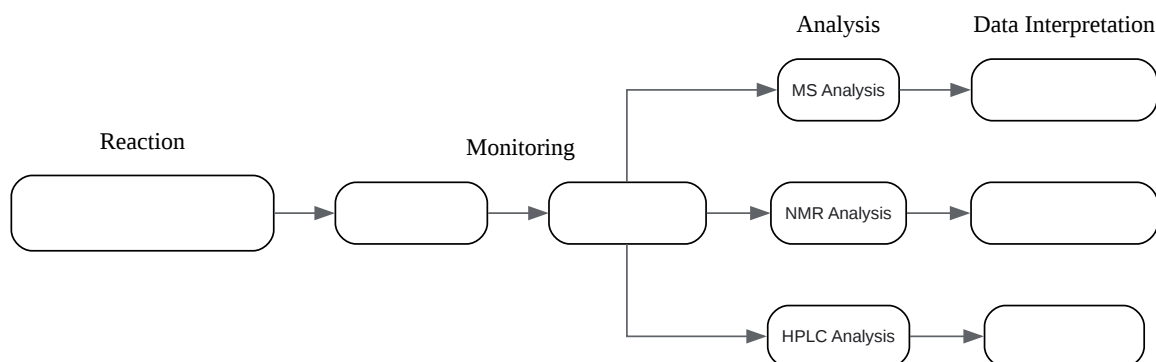 Analysis
Data Interpretation
MS Analysis
Reaction
Monitoring
NMR Analysis
HPLC Analysis